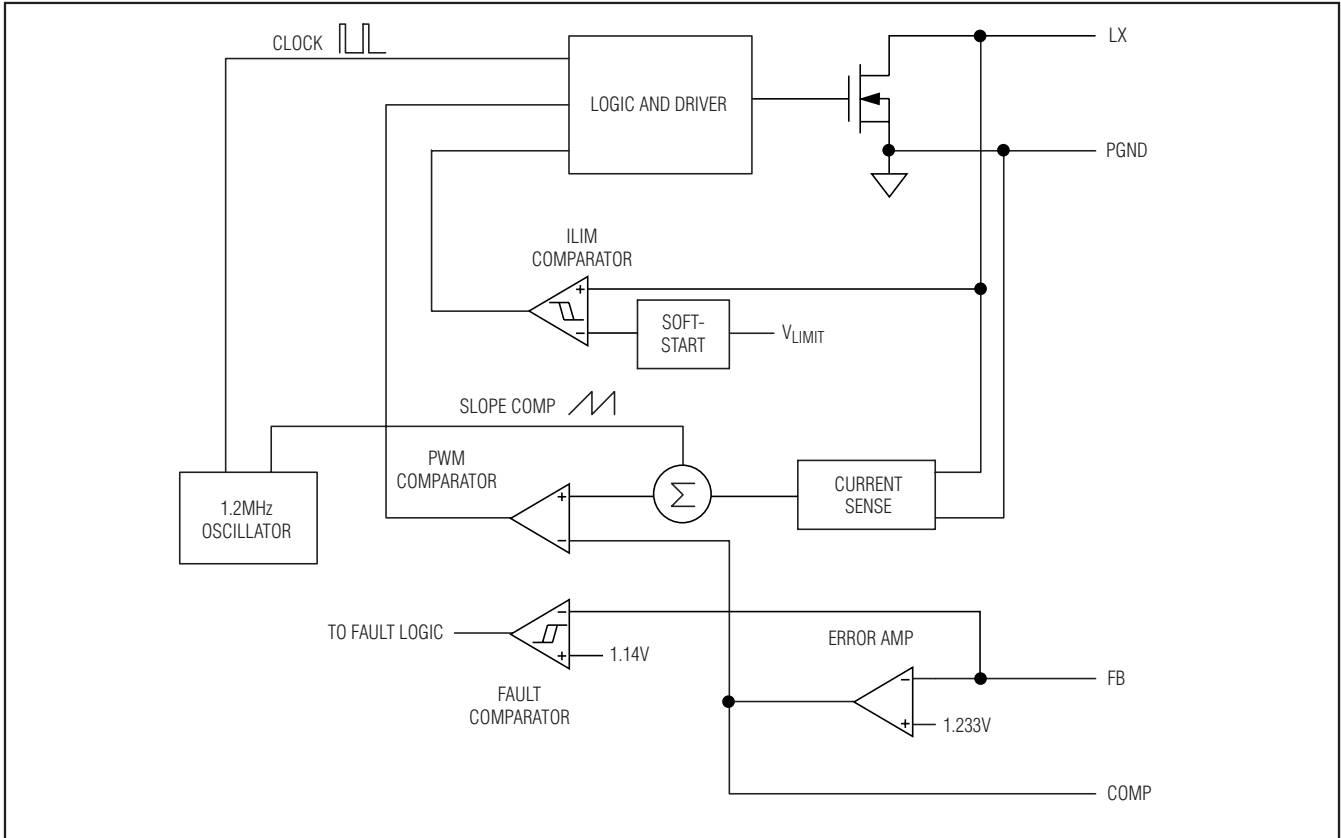 CLOCK
LX
LOGIC AND DRIVER
PGND
ILIM
COMPARATOR
+
−
SOFT-
START
VLIMIT
SLOPE COMP
PWM
COMPARATOR
+
−
Σ
CURRENT
SENSE
1.2MHz
OSCILLATOR
TO FAULT LOGIC
−
+
1.14V
FAULT
COMPARATOR
ERROR AMP
−
+
1.233V
FB
COMP